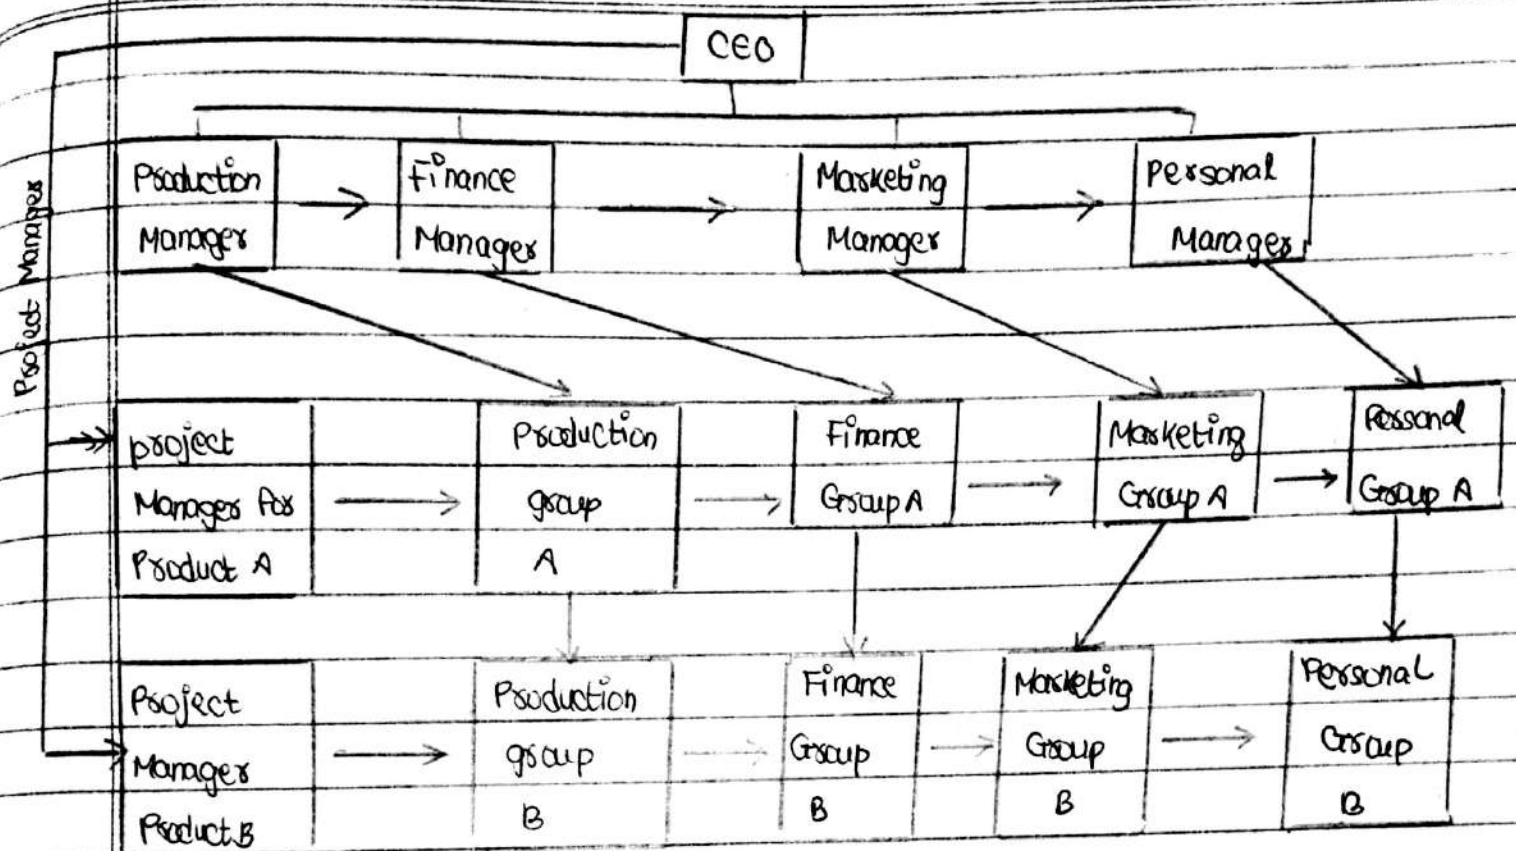 CEO
Project Manager
Production
Manager
Finance
Manager
Marketing
Manager
Personal
Manager
project
Manager for
Product A
Production
group
A
Finance
Group A
Marketing
Group A
Personal
Group A
Project
Manager
Product B
Production
group
B
Finance
Group
B
Marketing
Group
B
Personal
Group
B